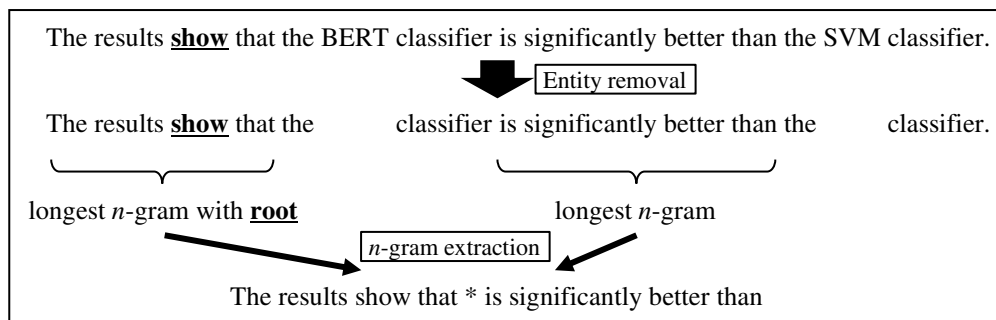 The results show that the BERT classifier is significantly better than the SVM classifier.
Entity removal
The results show that the classifier is significantly better than the classifier.
longest n-gram with root longest n-gram
n-gram extraction
The results show that * is significantly better than